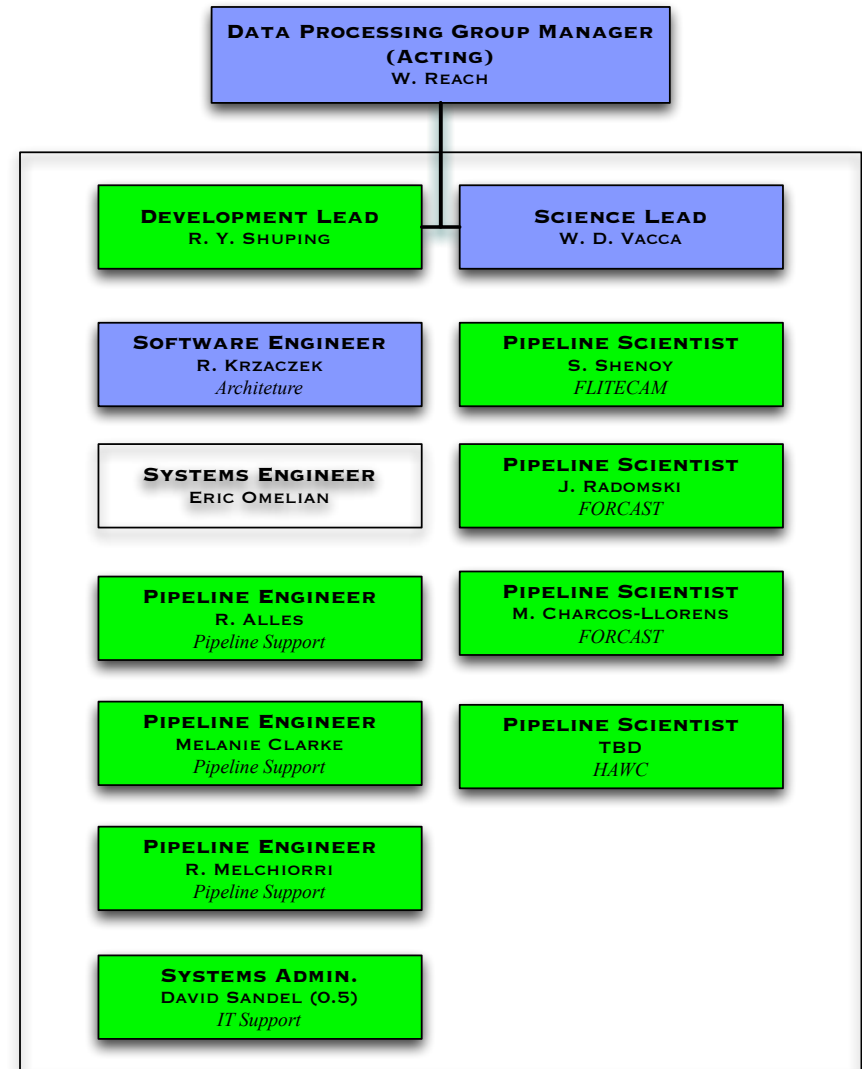 Data Processing Group Manager
(Acting)
W. Reach
Development Lead
R. Y. Shuping
Science Lead
W. D. Vacca
Software Engineer
R. Krzaczek
Architeture
Pipeline Scientist
S. Shenoy
FLITECAM
Systems Engineer
Eric Omelian
Pipeline Scientist
J. Radomski
FORCAST
Pipeline Engineer
R. Alles
Pipeline Support
Pipeline Scientist
M. Charcos-Llorens
FORCAST
Pipeline Engineer
Melanie Clarke
Pipeline Support
Pipeline Scientist
TBD
HAWC
Pipeline Engineer
R. Melchiorri
Pipeline Support
Systems Admin.
David Sandel (0.5)
IT Support